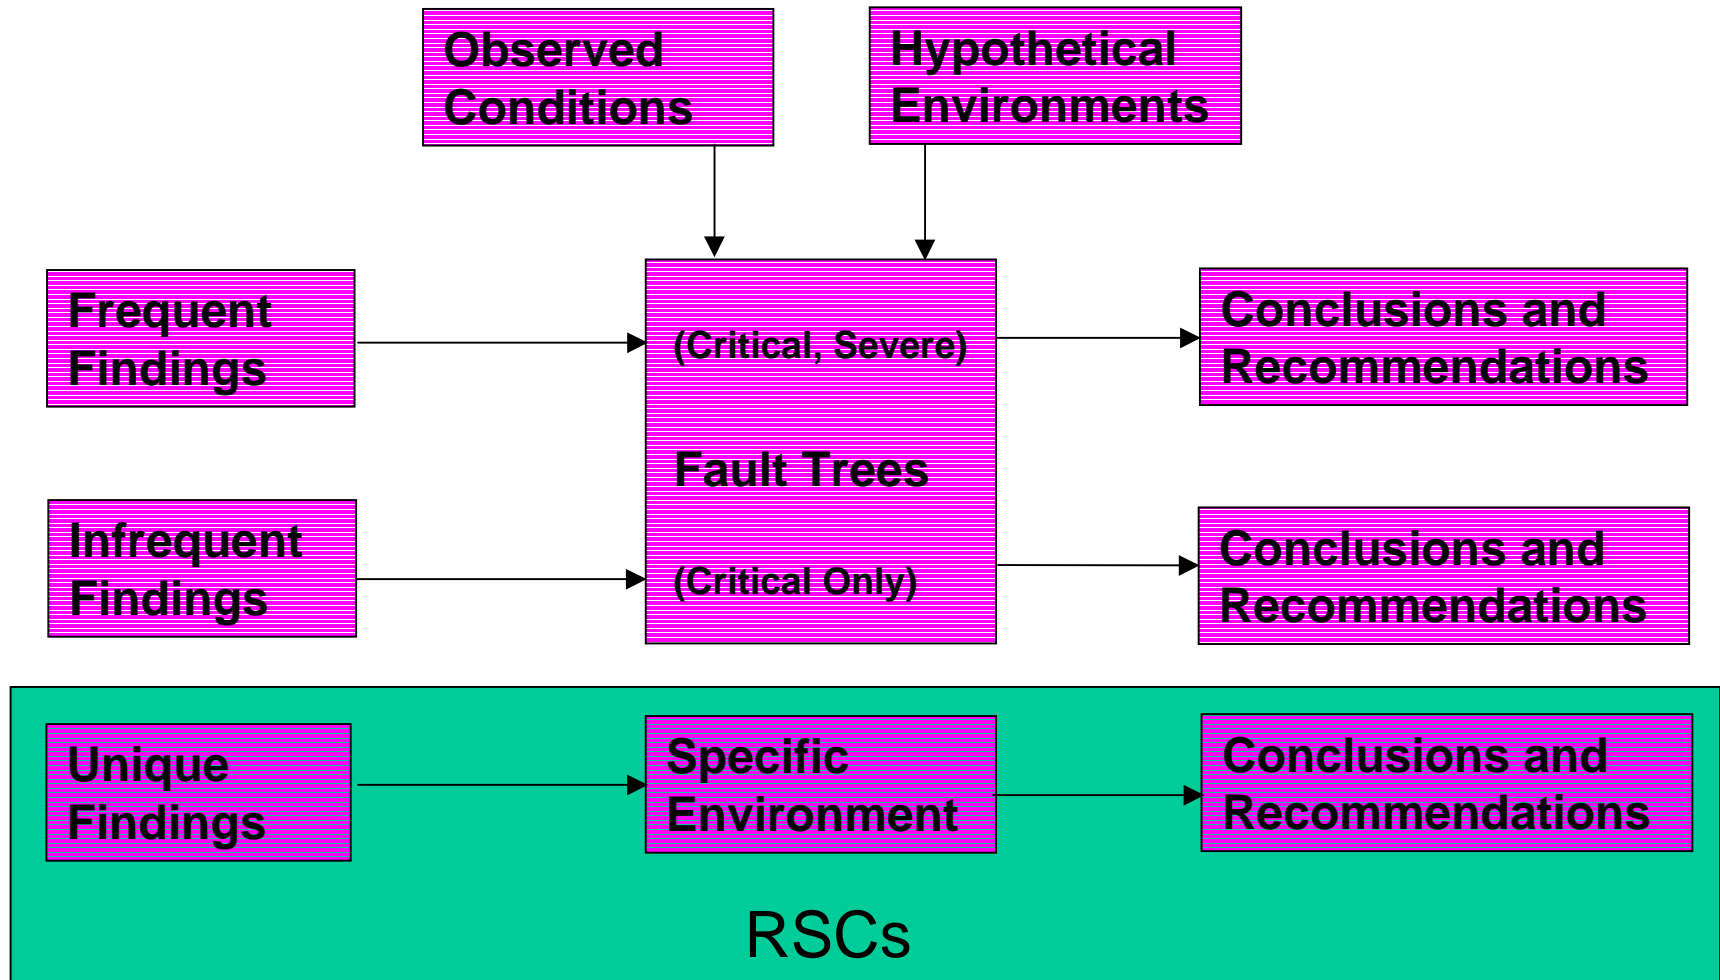 Observed
Conditions
Hypothetical
Environments
Frequent
Findings
(Critical, Severe)
Conclusions and
Recommendations
Fault Trees
Infrequent
Findings
(Critical Only)
Conclusions and
Recommendations
Unique
Findings
Specific
Environment
Conclusions and
Recommendations
RSCs